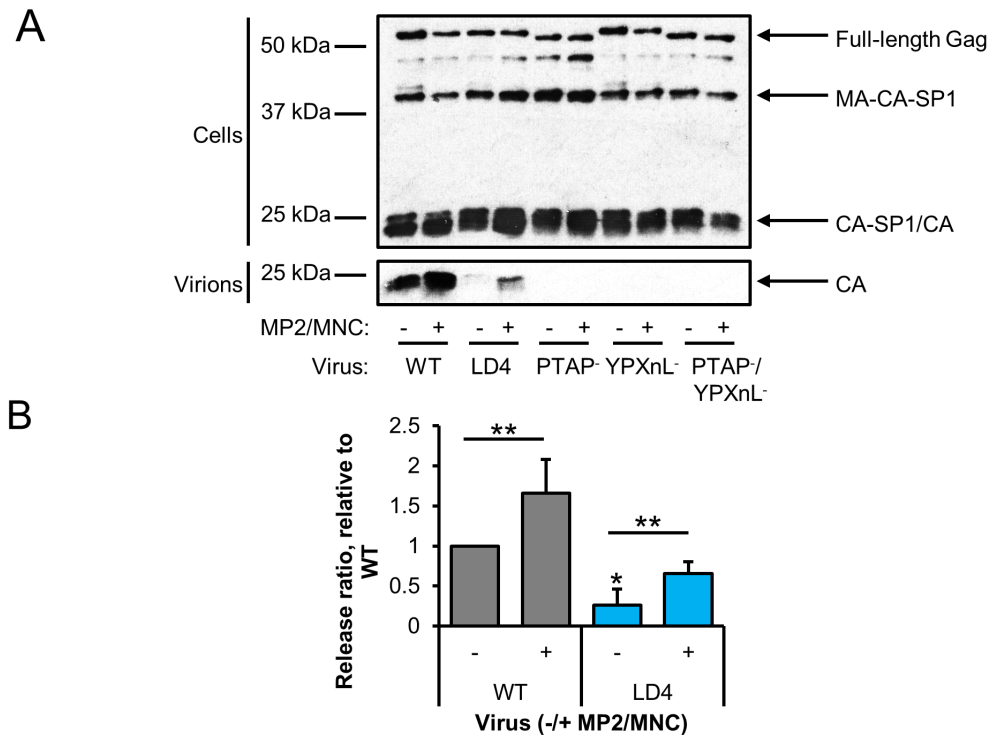 A
50 kDa
37 kDa
25 kDa
Cells
Full-length Gag
MA-CA-SP1
CA-SP1/CA
25 kDa
Virions
CA
MP2/MNC: - + - + - + - + - +
Virus: WT LD4 PTAP⁻ YPXnL⁻ PTAP⁻/
YPXnL⁻
B
Release ratio, relative to
WT
2.5
2
1.5
1
0.5
0
**
**
*
- + - +
WT LD4
Virus (-/+ MP2/MNC)